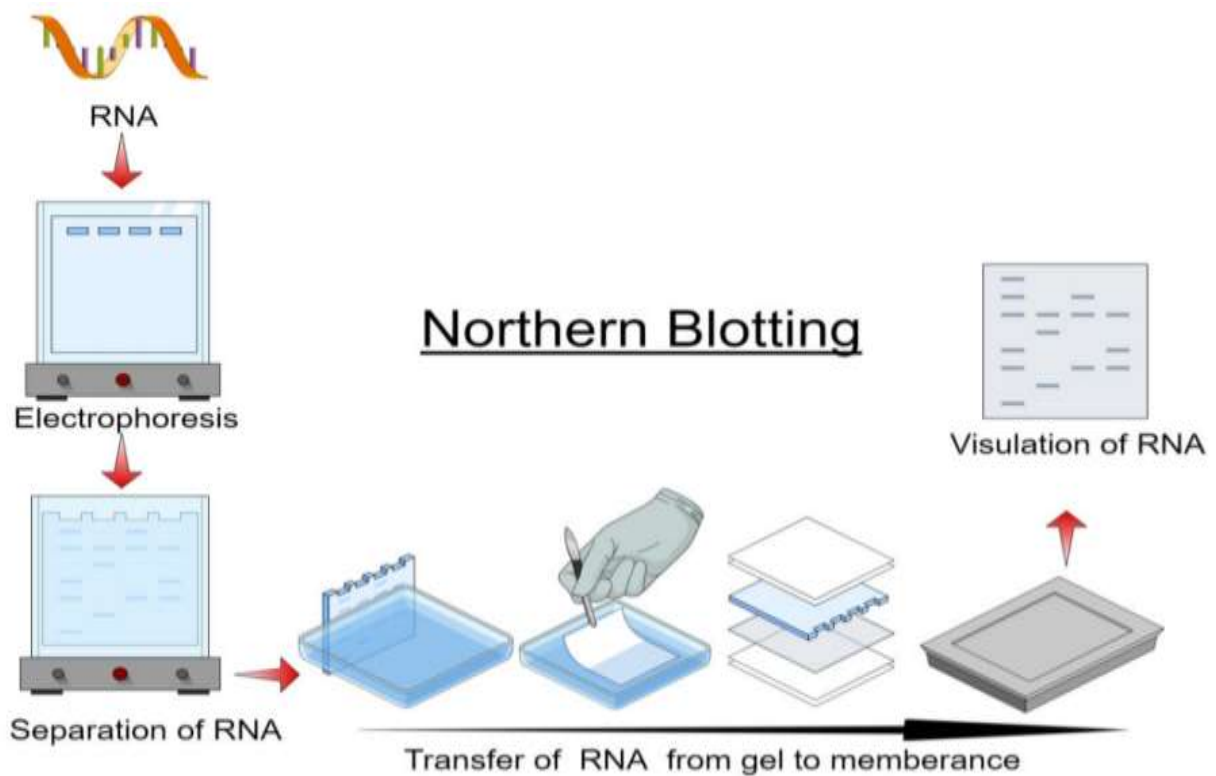 RNA
Electrophoresis
Separation of RNA
Northern Blotting
Transfer of RNA from gel to memberance
Visulation of RNA